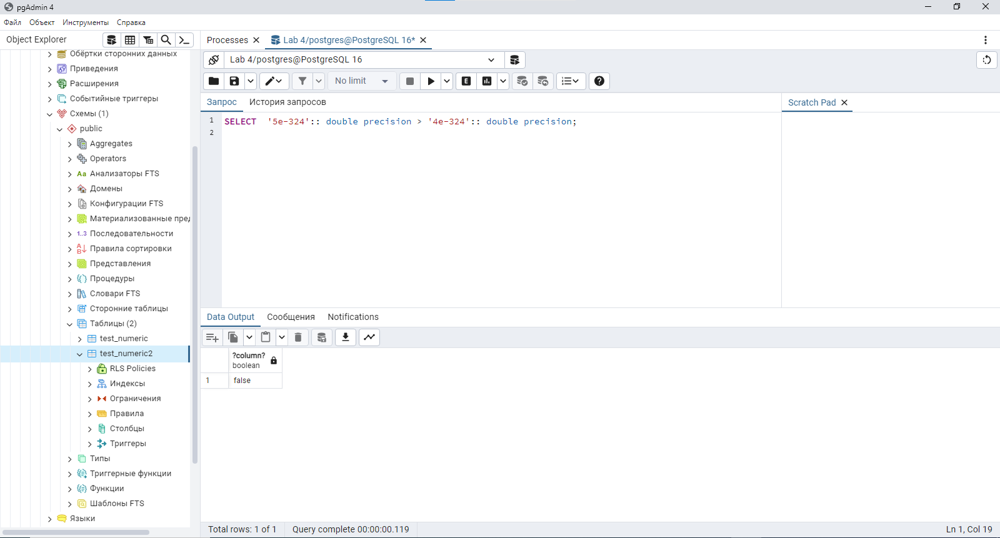 pgAdmin 4
Файл Объект Инструменты Справка
Object Explorer
Processes
Lab 4/postgres@PostgreSQL 16*
Обёртки сторонних данных
Приведения
Расширения
Событийные триггеры
Схемы (1)
public
Aggregates
Operators
Aa Анализаторы FTS
Домены
Конфигурации FTS
Материализованные пред
1..3 Последовательности
Правила сортировки
Представления
Процедуры
Словари FTS
Сторонние таблицы
Таблицы (2)
test_numeric
test_numeric2
RLS Policies
Индексы
Ограничения
Правила
Столбцы
Триггеры
Типы
Триггерные функции
Функции
Шаблоны FTS
Языки
Lab 4/postgres@PostgreSQL 16
No limit
E
Запрос История запросов
Scratch Pad
1 SELECT  '5e-324':: double precision > '4e-324':: double precision;
2
Data Output Сообщения Notifications
?column?
boolean
1 false
Total rows: 1 of 1 Query complete 00:00:00.119
Ln 1, Col 19